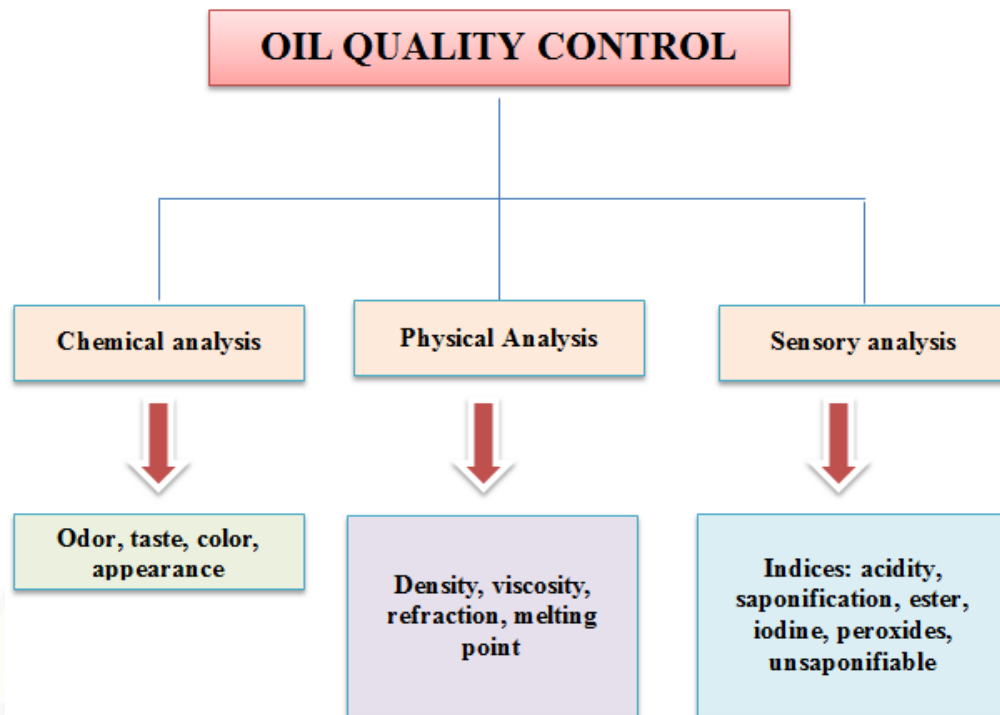 OIL QUALITY CONTROL
Chemical analysis
Physical Analysis
Sensory analysis
Odor, taste, color,
appearance
Density, viscosity,
refraction, melting
point
Indices: acidity,
saponification, ester,
iodine, peroxides,
unsaponifiable